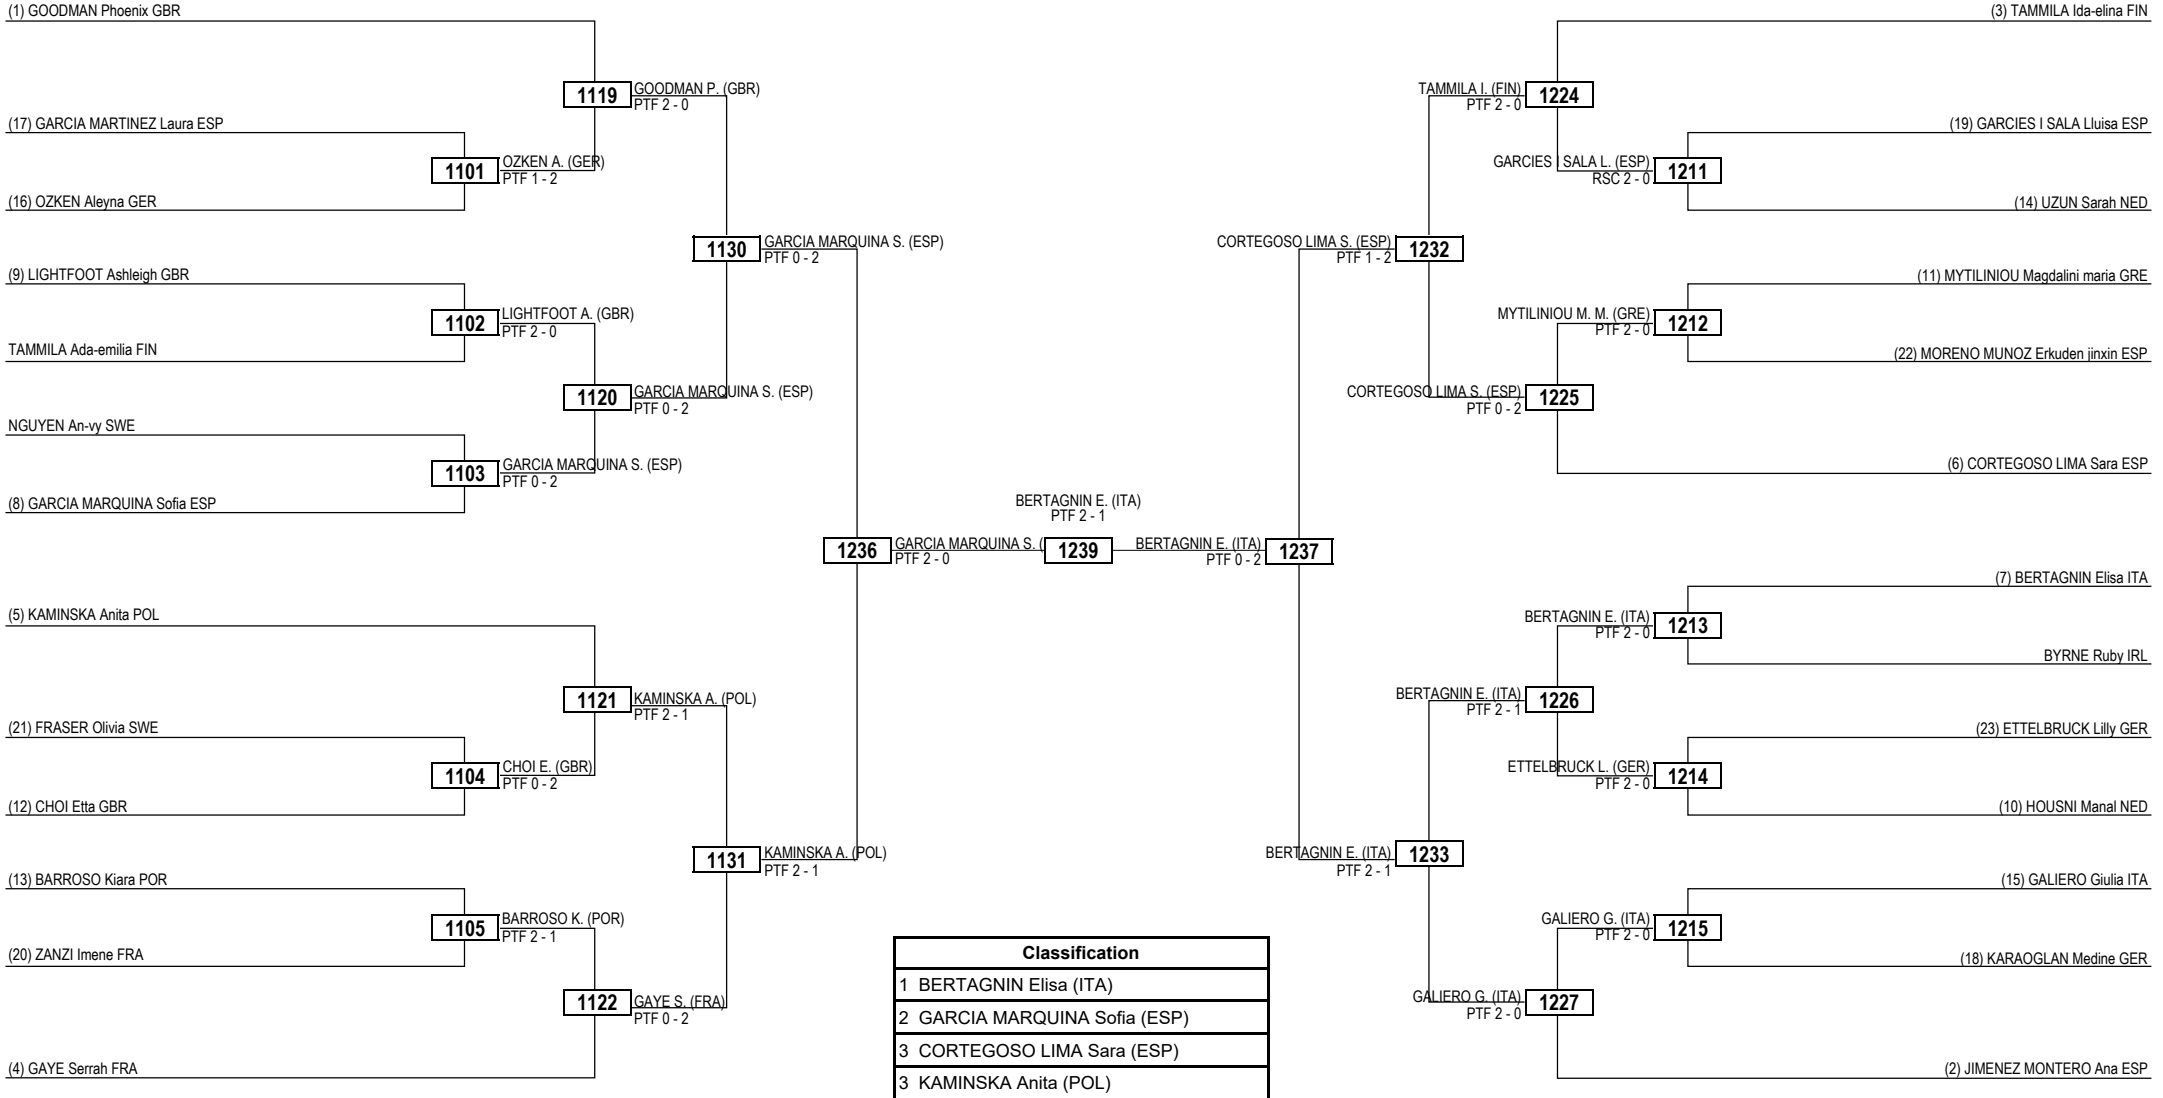 (1) GOODMAN Phoenix GBR
1119
GOODMAN P. (GBR)
PTF 2 - 0
(17) GARCIA MARTINEZ Laura ESP
1101
OZKEN A. (GER)
PTF 1 - 2
(16) OZKEN Aleyna GER
1130
GARCIA MARQUINA S. (ESP)
PTF 0 - 2
(9) LIGHTFOOT Ashleigh GBR
1102
LIGHTFOOT A. (GBR)
PTF 2 - 0
TAMMILA Ada-emilia FIN
1120
GARCIA MARQUINA S. (ESP)
PTF 0 - 2
NGUYEN An-vy SWE
1103
GARCIA MARQUINA S. (ESP)
PTF 0 - 2
(8) GARCIA MARQUINA Sofia ESP
1236
GARCIA MARQUINA S. (
PTF 2 - 0
(5) KAMINSKA Anita POL
1121
KAMINSKA A. (POL)
PTF 2 - 1
(21) FRASER Olivia SWE
1104
CHOI E. (GBR)
PTF 0 - 2
(12) CHOI Etta GBR
1131
KAMINSKA A. (POL)
PTF 2 - 1
(13) BARROSO Kiara POR
1105
BARROSO K. (POR)
PTF 2 - 1
(20) ZANZI Imene FRA
1122
GAYE S. (FRA)
PTF 0 - 2
(4) GAYE Serrah FRA
BERTAGNIN E. (ITA)
PTF 2 - 1
1239
BERTAGNIN E. (ITA)
PTF 0 - 2
1237
(3) TAMMILA Ida-elina FIN
TAMMILA I. (FIN)
PTF 2 - 0
1224
(19) GARCIES I SALA Lluisa ESP
GARCIES I SALA L. (ESP)
RSC 2 - 0
1211
(14) UZUN Sarah NED
CORTEGOSO LIMA S. (ESP)
PTF 1 - 2
1232
(11) MYTILINIOU Magdalini maria GRE
MYTILINIOU M. M. (GRE)
PTF 2 - 0
1212
(22) MORENO MUNOZ Erkuden jinxin ESP
CORTEGOSO LIMA S. (ESP)
PTF 0 - 2
1225
(6) CORTEGOSO LIMA Sara ESP
(7) BERTAGNIN Elisa ITA
BERTAGNIN E. (ITA)
PTF 2 - 0
1213
BYRNE Ruby IRL
BERTAGNIN E. (ITA)
PTF 2 - 1
1226
(23) ETTELBRUCK Lilly GER
ETTELBRUCK L. (GER)
PTF 2 - 0
1214
(10) HOUSNI Manal NED
BERTAGNIN E. (ITA)
PTF 2 - 1
1233
(15) GALIERO Giulia ITA
GALIERO G. (ITA)
PTF 2 - 0
1215
(18) KARAOGLAN Medine GER
GALIERO G. (ITA)
PTF 2 - 0
1227
(2) JIMENEZ MONTERO Ana ESP
Classification
1 BERTAGNIN Elisa (ITA)
2 GARCIA MARQUINA Sofia (ESP)
3 CORTEGOSO LIMA Sara (ESP)
3 KAMINSKA Anita (POL)